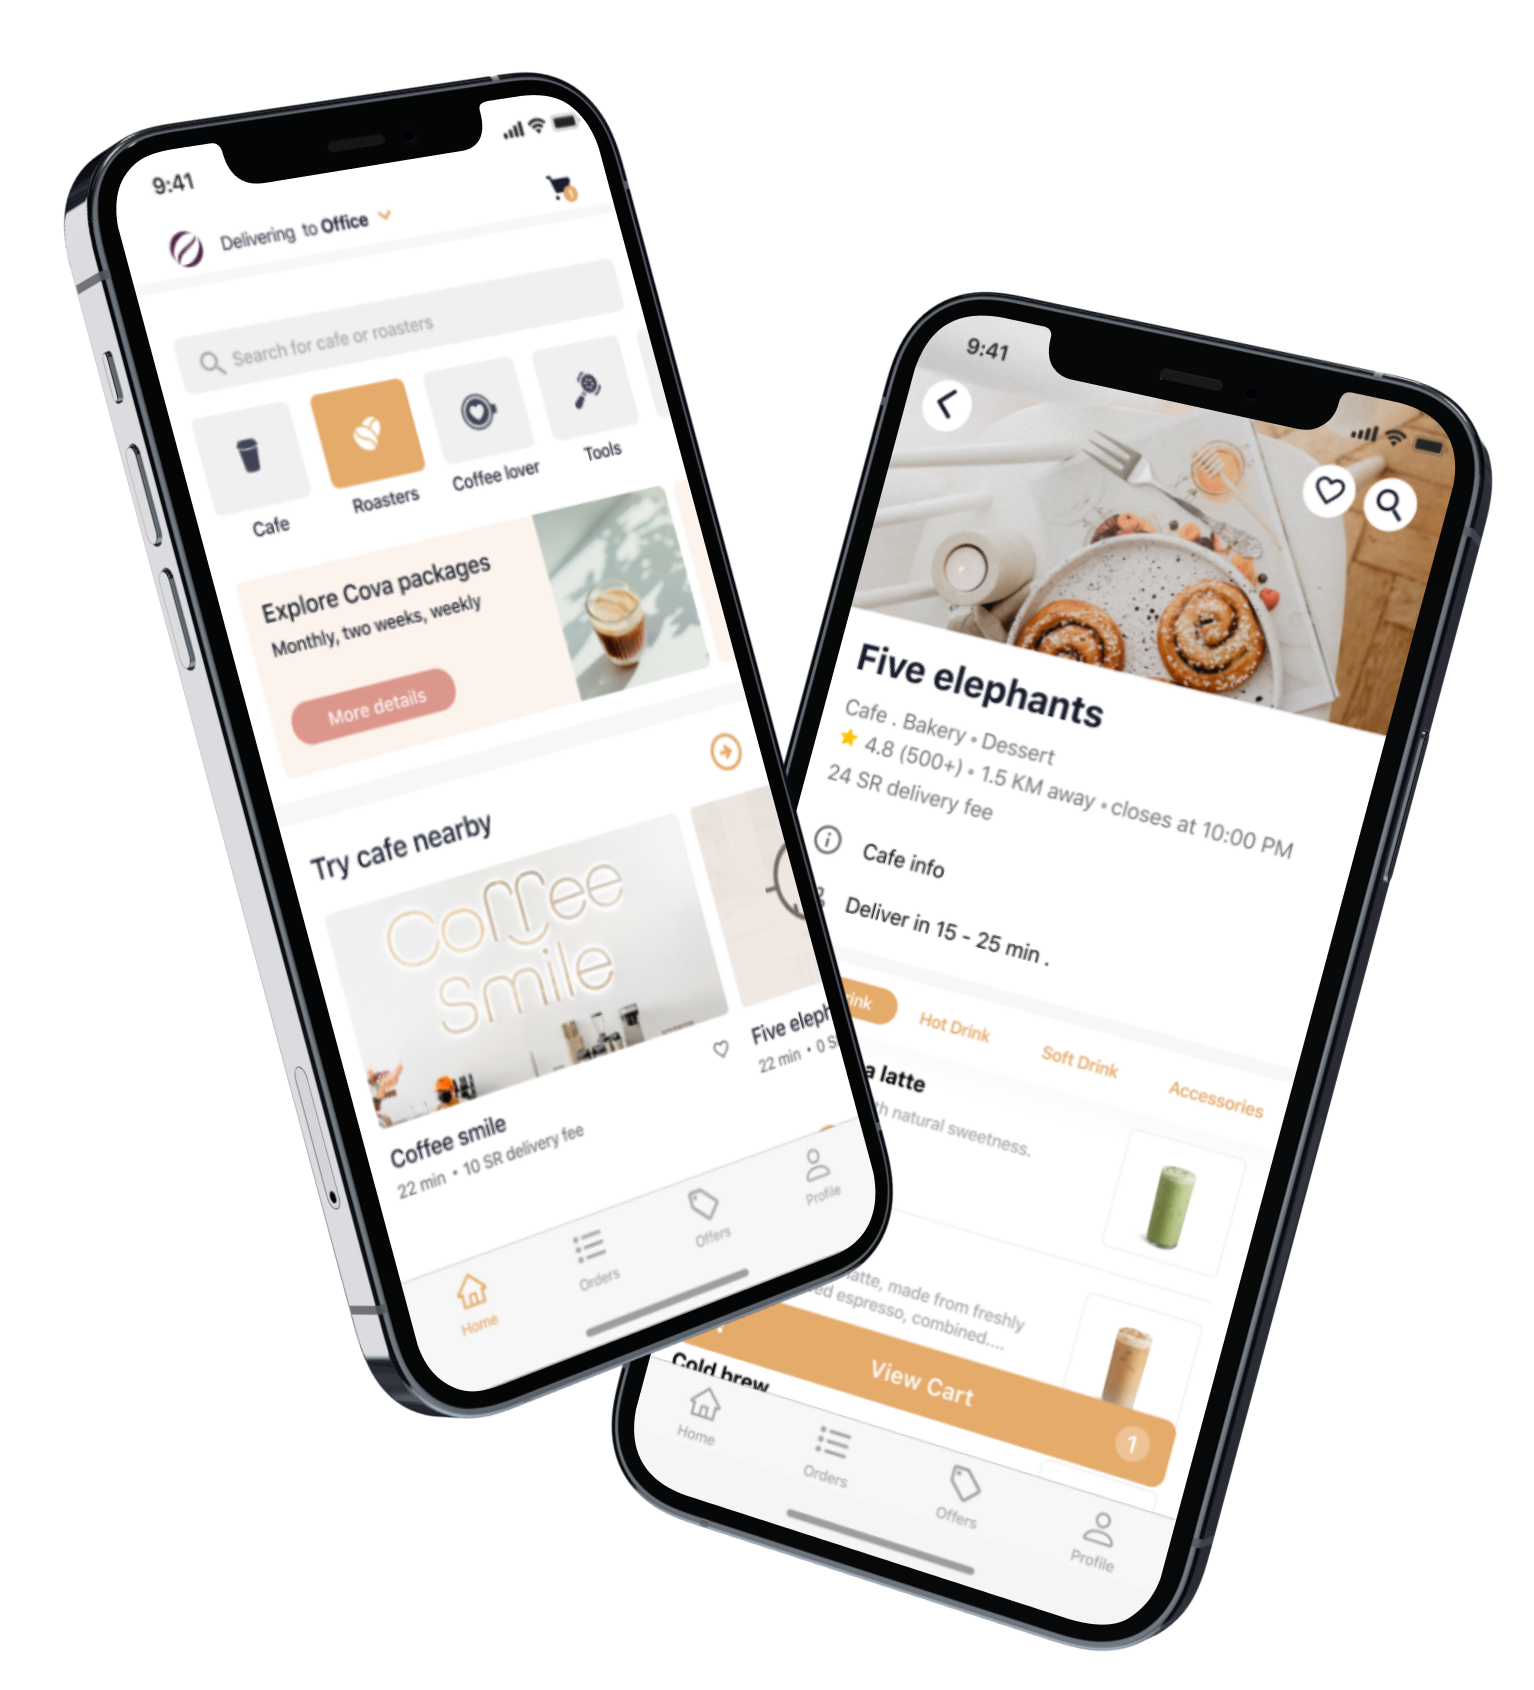 9:41
Delivering to Office
1
Search for cafe or roasters
Cafe
Roasters
Coffee lover
Tools
Explore Cova packages
Monthly, two weeks, weekly
More details
Try cafe nearby
Coffee
Smile
Coffee smile
22 min • 10 SR delivery fee
Five eleph
22 min • 0 S
Home
Orders
Offers
Profile
9:41
Five elephants
Cafe . Bakery • Dessert
4.8 (500+) • 1.5 KM away • closes at 10:00 PM
24 SR delivery fee
Cafe info
Deliver in 15 - 25 min .
rink
Hot Drink
Soft Drink
Accessories
a latte
th natural sweetness.
latte, made from freshly
ed espresso, combined....
View Cart
1
Cold brew
Home
Orders
Offers
Profile